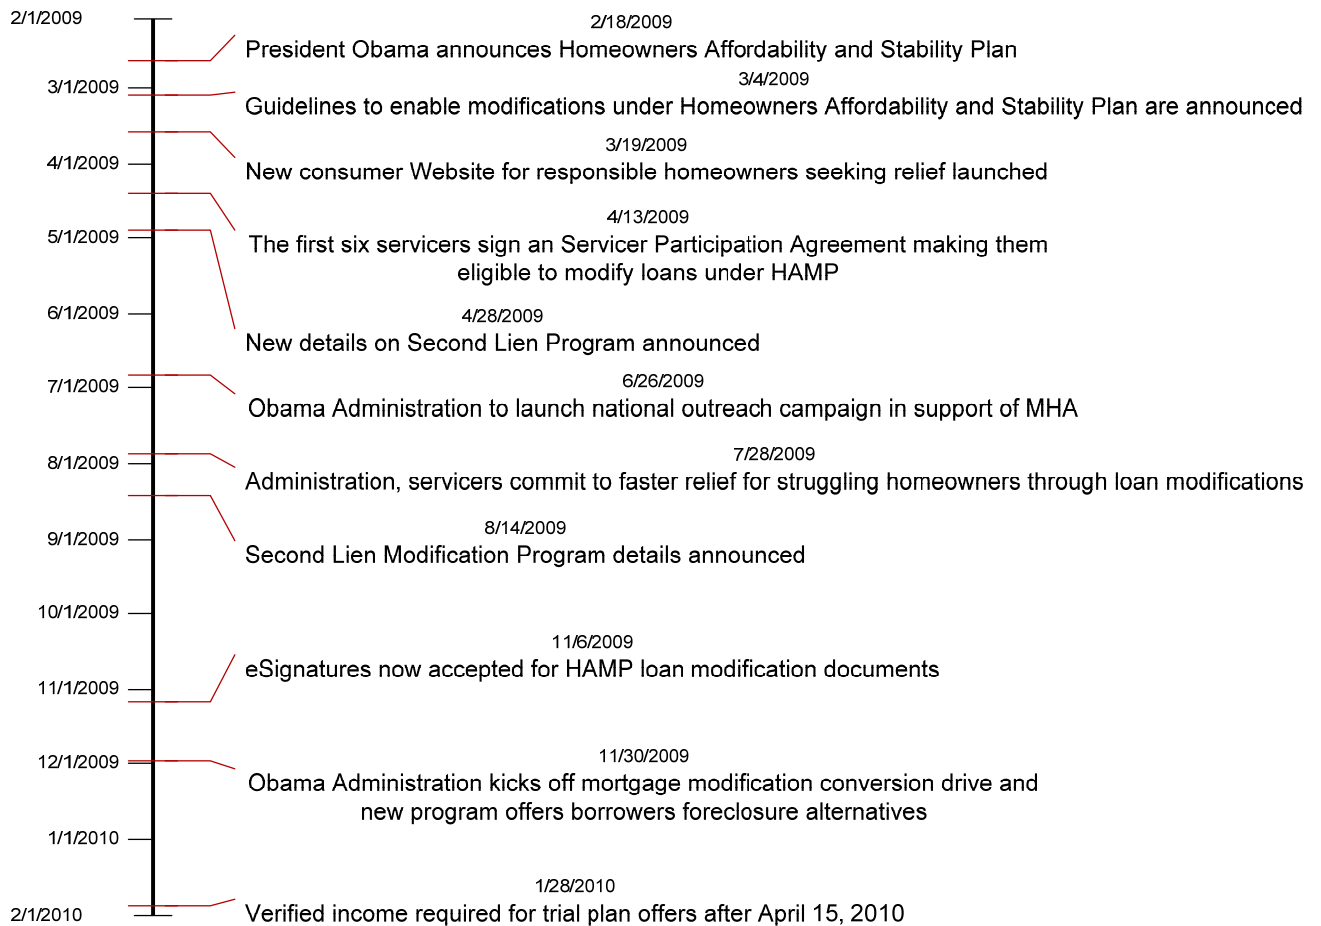 2/1/2009
2/18/2009
President Obama announces Homeowners Affordability and Stability Plan
3/1/2009
3/4/2009
Guidelines to enable modifications under Homeowners Affordability and Stability Plan are announced
3/19/2009
4/1/2009
New consumer Website for responsible homeowners seeking relief launched
4/13/2009
5/1/2009
The first six servicers sign an Servicer Participation Agreement making them
eligible to modify loans under HAMP
6/1/2009
4/28/2009
New details on Second Lien Program announced
7/1/2009
6/26/2009
Obama Administration to launch national outreach campaign in support of MHA
8/1/2009
7/28/2009
Administration, servicers commit to faster relief for struggling homeowners through loan modifications
8/14/2009
9/1/2009
Second Lien Modification Program details announced
10/1/2009
11/6/2009
eSignatures now accepted for HAMP loan modification documents
11/1/2009
12/1/2009
11/30/2009
Obama Administration kicks off mortgage modification conversion drive and
new program offers borrowers foreclosure alternatives
1/1/2010
1/28/2010
2/1/2010
Verified income required for trial plan offers after April 15, 2010